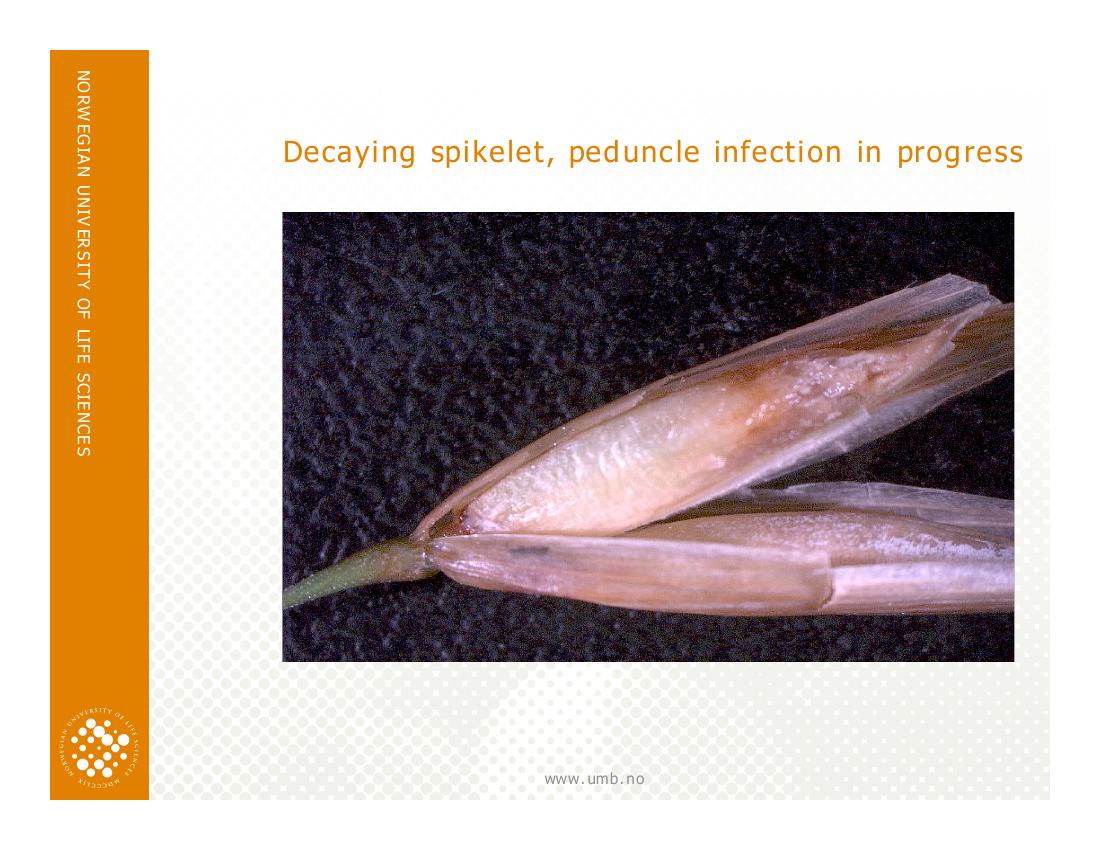 NORWEGIAN UNIVERSITY OF LIFE SCIENCES
Decaying spikelet, peduncle infection in progress
NORWEGIAN UNIVERSITY OF LIFE SCIENCES
MDCCCLIX
www.umb.no